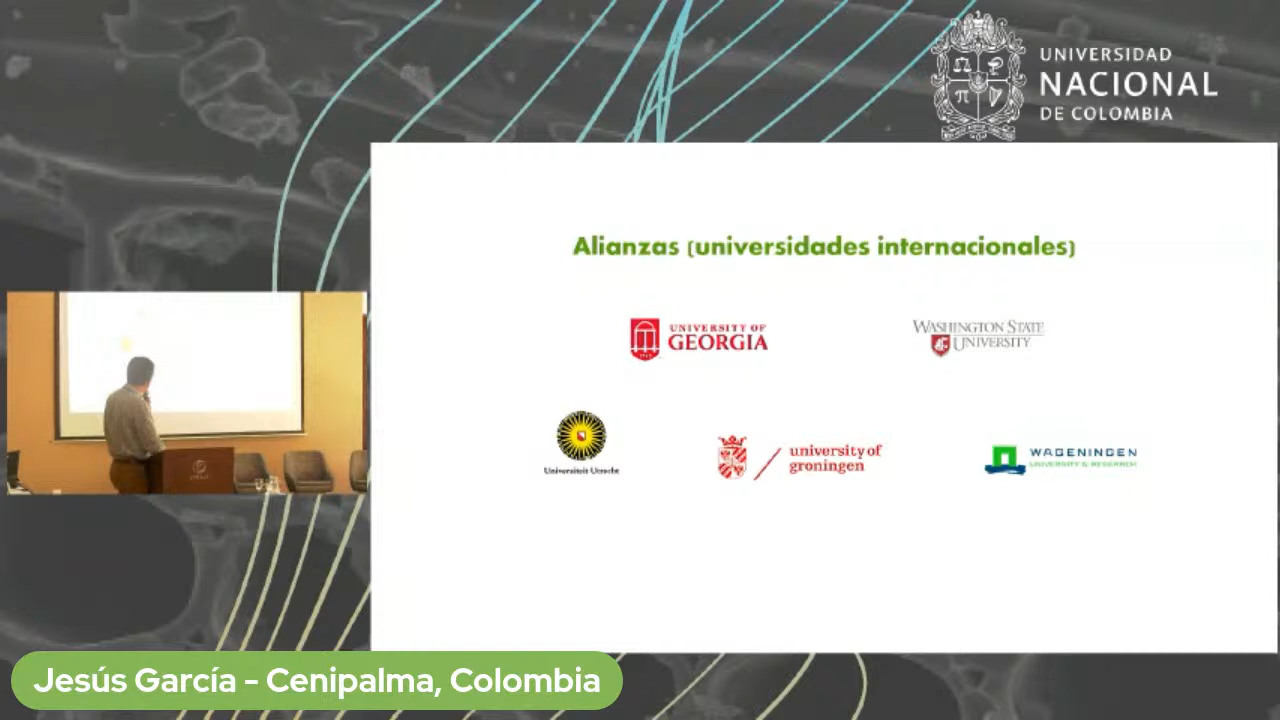 UNIVERSIDAD
NACIONAL
DE COLOMBIA
Alianzas (universidades internacionales)
UNIVERSITY OF
GEORGIA
WASHINGTON STATE
UNIVERSITY
Universiteit Utrecht
university of
groningen
WAGENINGEN
UNIVERSITY & RESEARCH
Jesús García - Cenipalma, Colombia